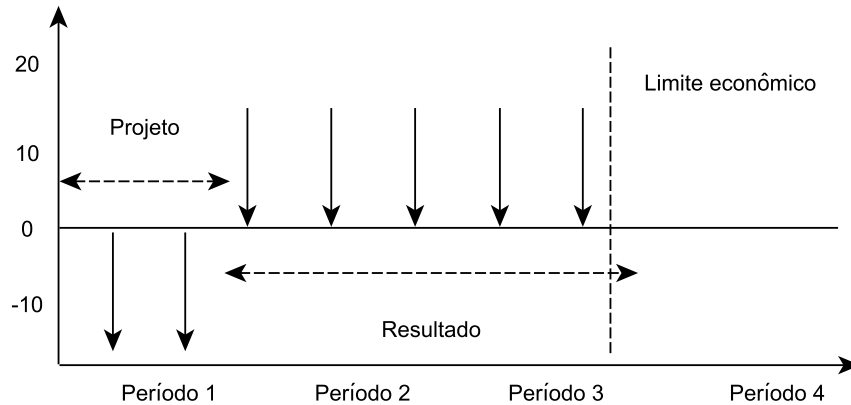 20
Limite econômico
Projeto
10
0
-10
Resultado
Período 1
Período 2
Período 3
Período 4